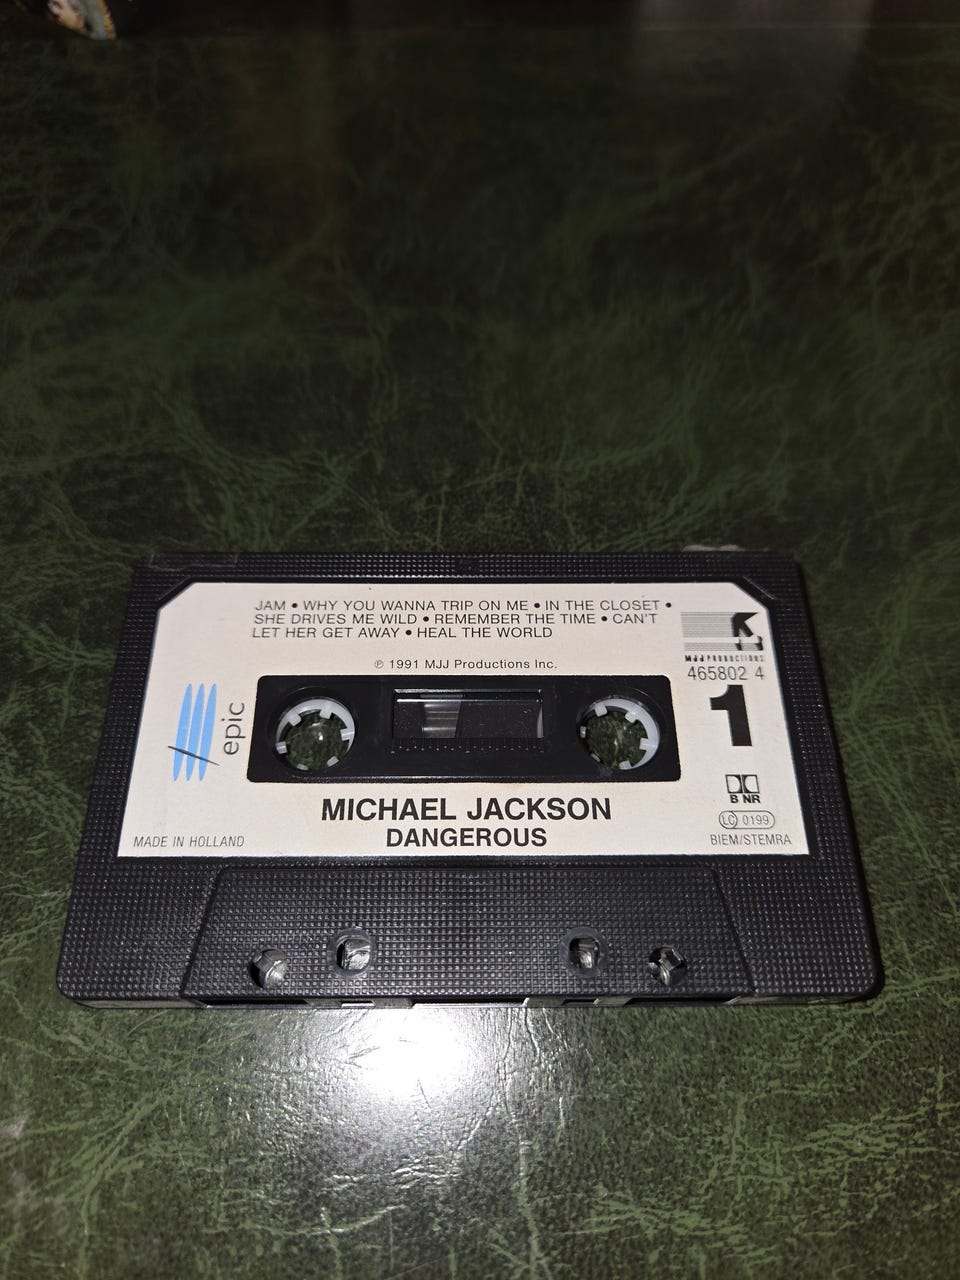 JAM • WHY YOU WANNA TRIP ON ME • IN THE CLOSET •
SHE DRIVES ME WILD • REMEMBER THE TIME • CAN'T
LET HER GET AWAY • HEAL THE WORLD
℗ 1991 MJJ Productions Inc.
MJJ PRODUCTIONS
465802 4
1
epic
B NR
MICHAEL JACKSON
DANGEROUS
LC 0199
MADE IN HOLLAND
BIEM/STEMRA